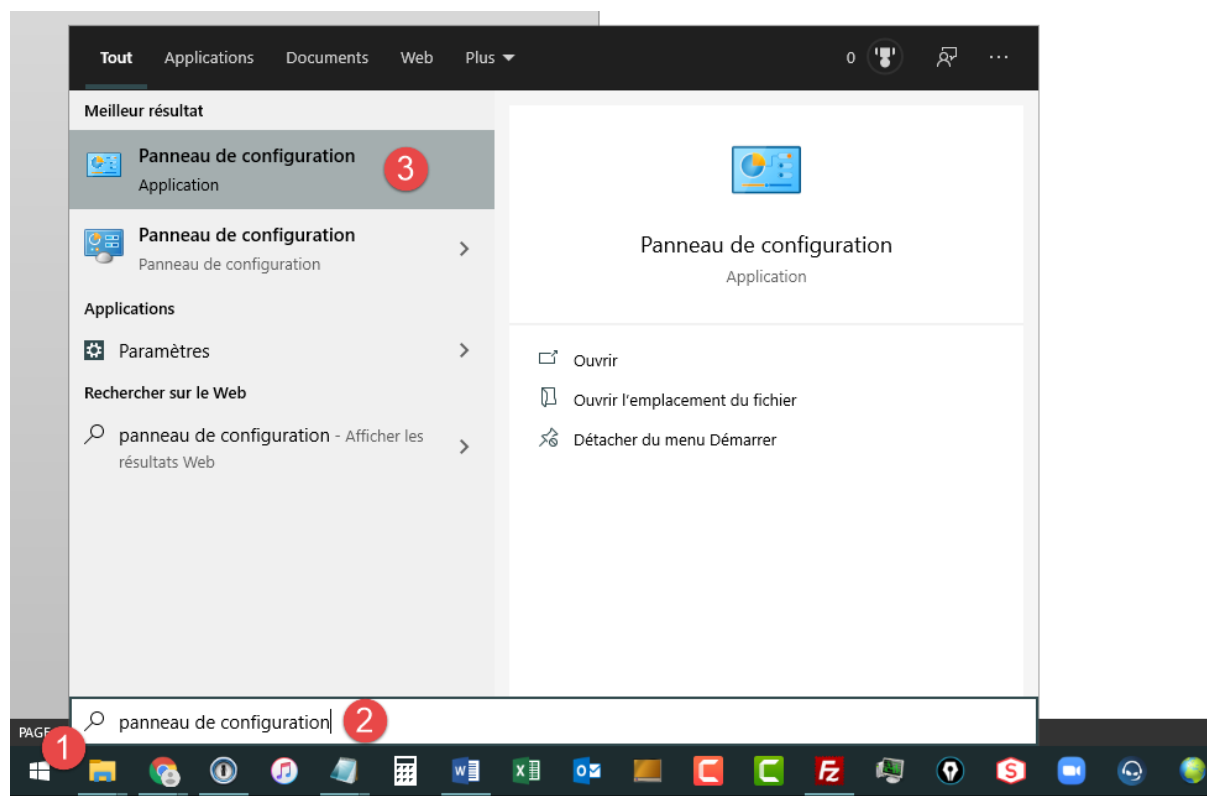 Tout Applications Documents Web Plus 0 ...
Meilleur résultat
Panneau de configuration
Application
3
Panneau de configuration
Panneau de configuration
Applications
Paramètres
Rechercher sur le Web
panneau de configuration - Afficher les
résultats Web
Panneau de configuration
Application
Ouvrir
Ouvrir l'emplacement du fichier
Détacher du menu Démarrer
panneau de configuration
2
PAGE
1